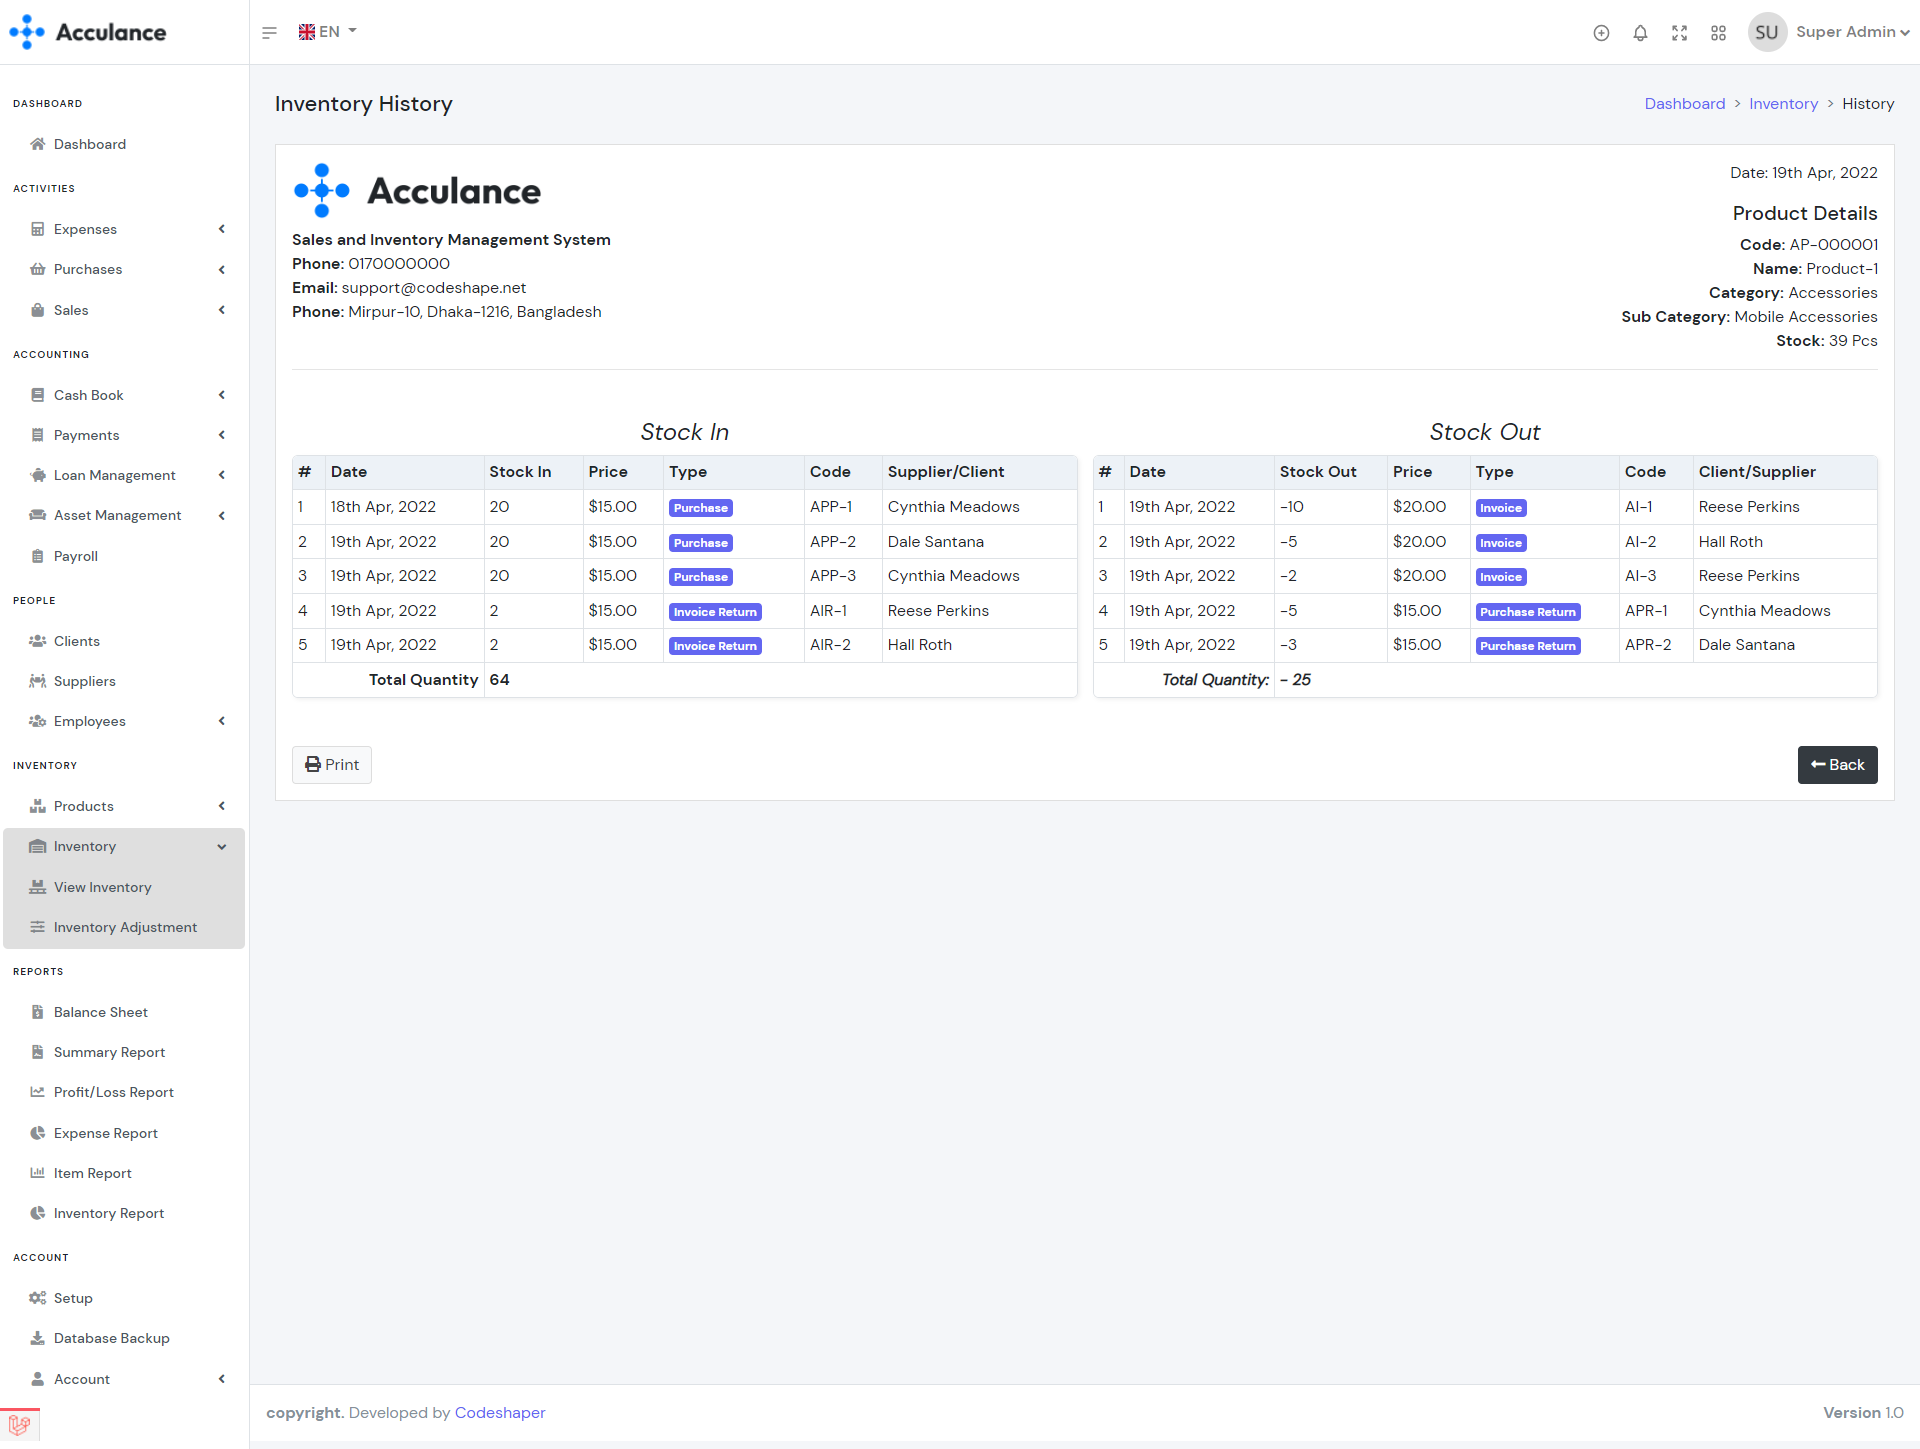 Acculance
EN
SU Super Admin
DASHBOARD
Dashboard
ACTIVITIES
Expenses
Purchases
Sales
ACCOUNTING
Cash Book
Payments
Loan Management
Asset Management
Payroll
PEOPLE
Clients
Suppliers
Employees
INVENTORY
Products
Inventory
View Inventory
Inventory Adjustment
REPORTS
Balance Sheet
Summary Report
Profit/Loss Report
Expense Report
Item Report
Inventory Report
ACCOUNT
Setup
Database Backup
Account
Inventory History
Dashboard > Inventory > History
Acculance
Sales and Inventory Management System
Phone: 0170000000
Email: support@codeshape.net
Phone: Mirpur-10, Dhaka-1216, Bangladesh
Date: 19th Apr, 2022
Product Details
Code: AP-000001
Name: Product-1
Category: Accessories
Sub Category: Mobile Accessories
Stock: 39 Pcs
Stock In
# Date Stock In Price Type Code Supplier/Client
1 18th Apr, 2022 20 $15.00 Purchase APP-1 Cynthia Meadows
2 19th Apr, 2022 20 $15.00 Purchase APP-2 Dale Santana
3 19th Apr, 2022 20 $15.00 Purchase APP-3 Cynthia Meadows
4 19th Apr, 2022 2 $15.00 Invoice Return AIR-1 Reese Perkins
5 19th Apr, 2022 2 $15.00 Invoice Return AIR-2 Hall Roth
Total Quantity 64
Stock Out
# Date Stock Out Price Type Code Client/Supplier
1 19th Apr, 2022 -10 $20.00 Invoice AI-1 Reese Perkins
2 19th Apr, 2022 -5 $20.00 Invoice AI-2 Hall Roth
3 19th Apr, 2022 -2 $20.00 Invoice AI-3 Reese Perkins
4 19th Apr, 2022 -5 $15.00 Purchase Return APR-1 Cynthia Meadows
5 19th Apr, 2022 -3 $15.00 Purchase Return APR-2 Dale Santana
Total Quantity: - 25
Print
Back
copyright. Developed by Codeshaper
Version 1.0